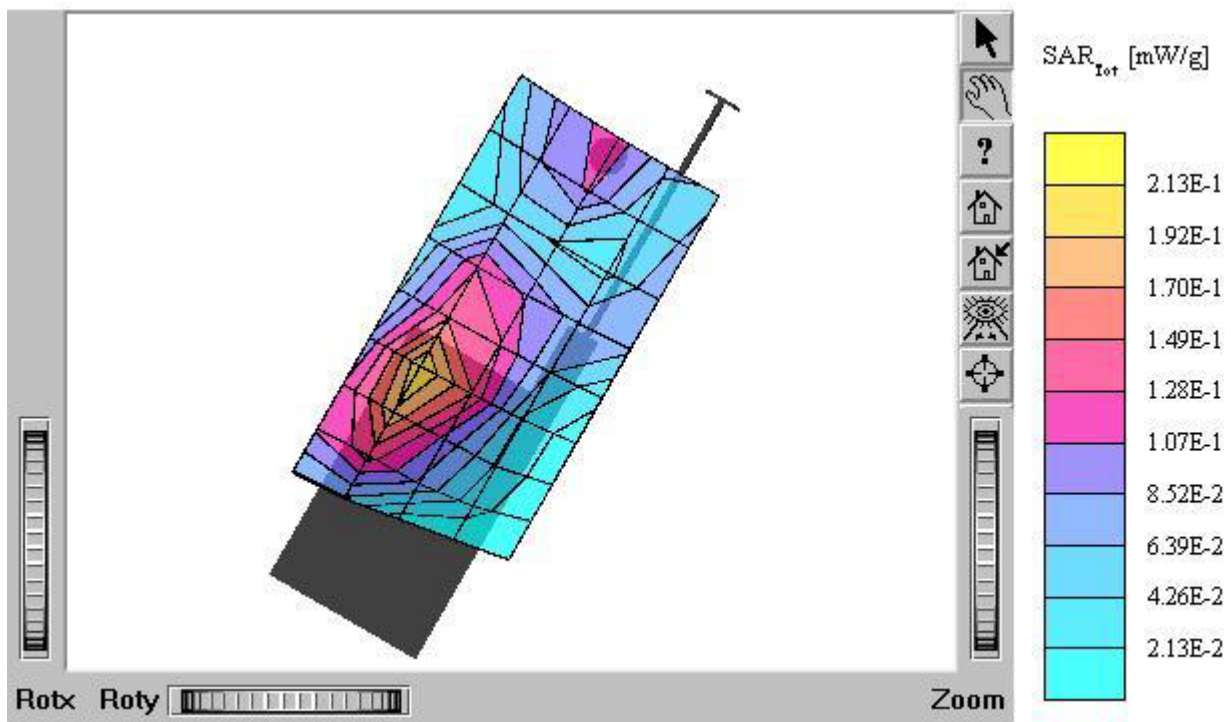 SAR_Tot [mW/g]
?
2.13E-1
1.92E-1
1.70E-1
1.49E-1
1.28E-1
1.07E-1
8.52E-2
6.39E-2
4.26E-2
2.13E-2
Rotx Roty Zoom